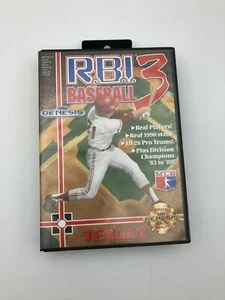 R.B.I. 3
BASEBALL
GENESIS
▸Real Players!
▸Real 1990 stats!
▸All 26 Pro Teams!
▸Plus Division
Champions
'83 to '89!
TENGEN
GENESIS